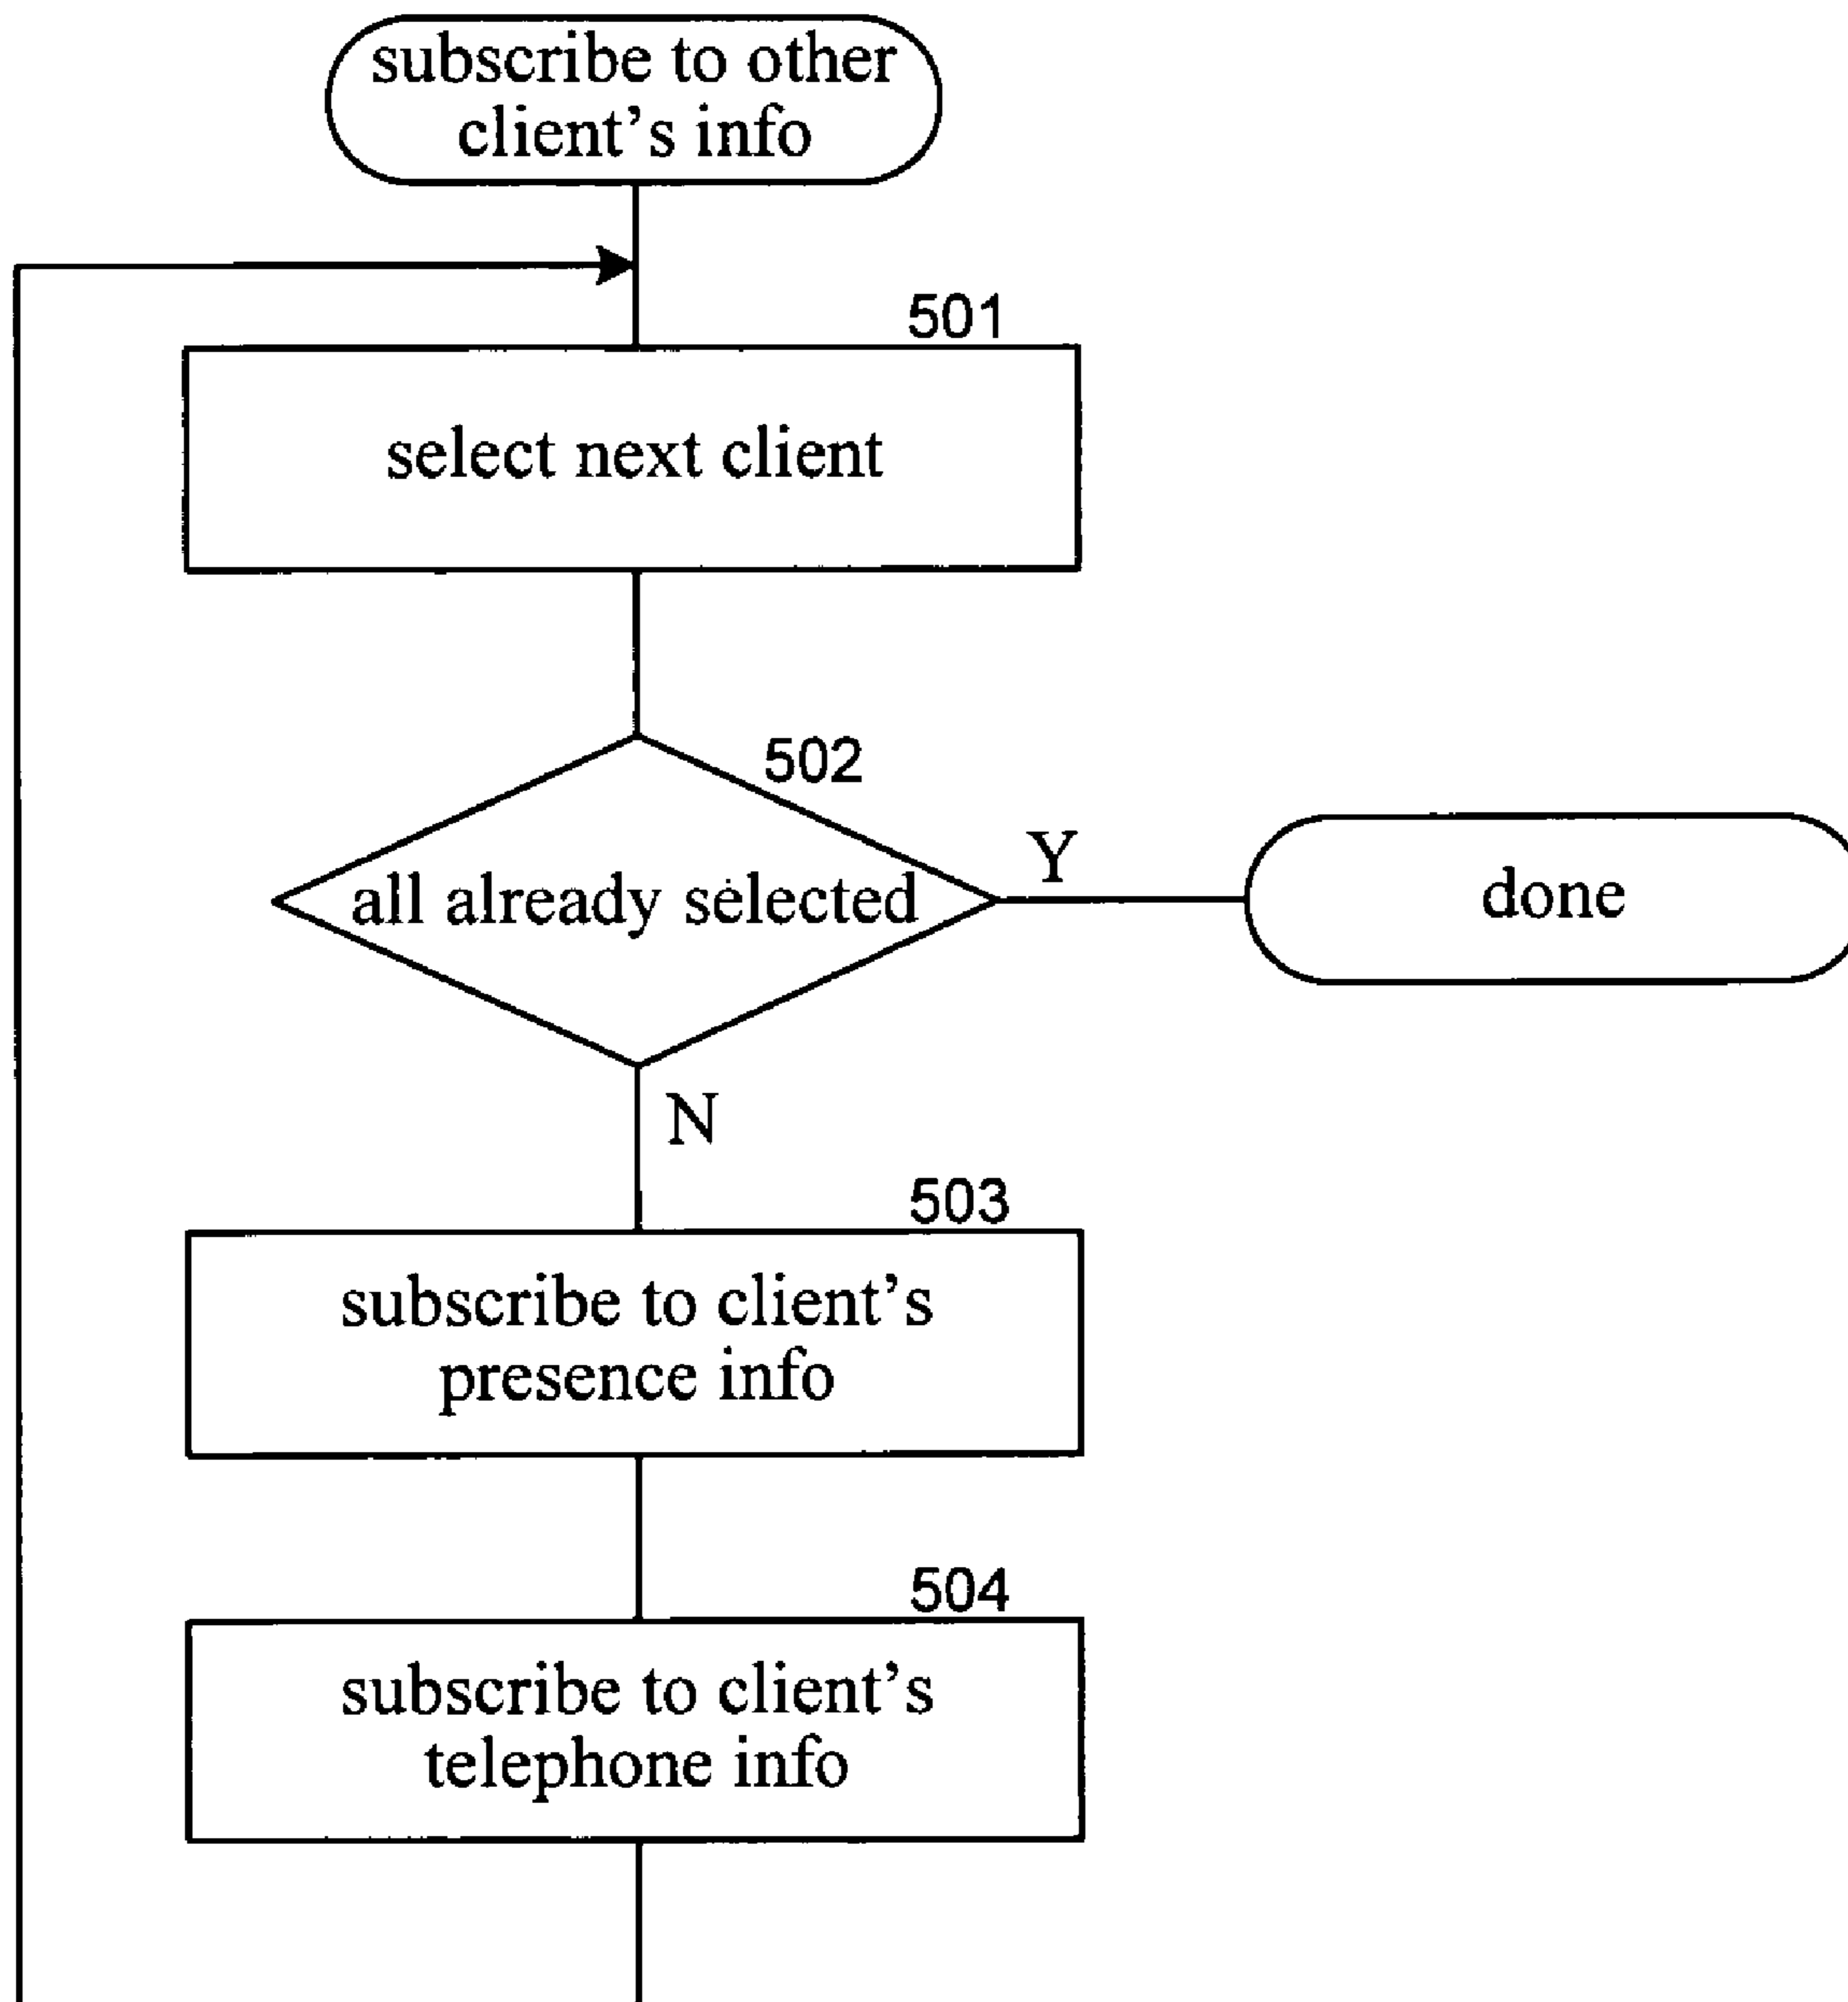 subscribe to other
client's info
501
select next client
502
all already selected
Y
done
N
503
subscribe to client's
presence info
504
subscribe to client's
telephone info